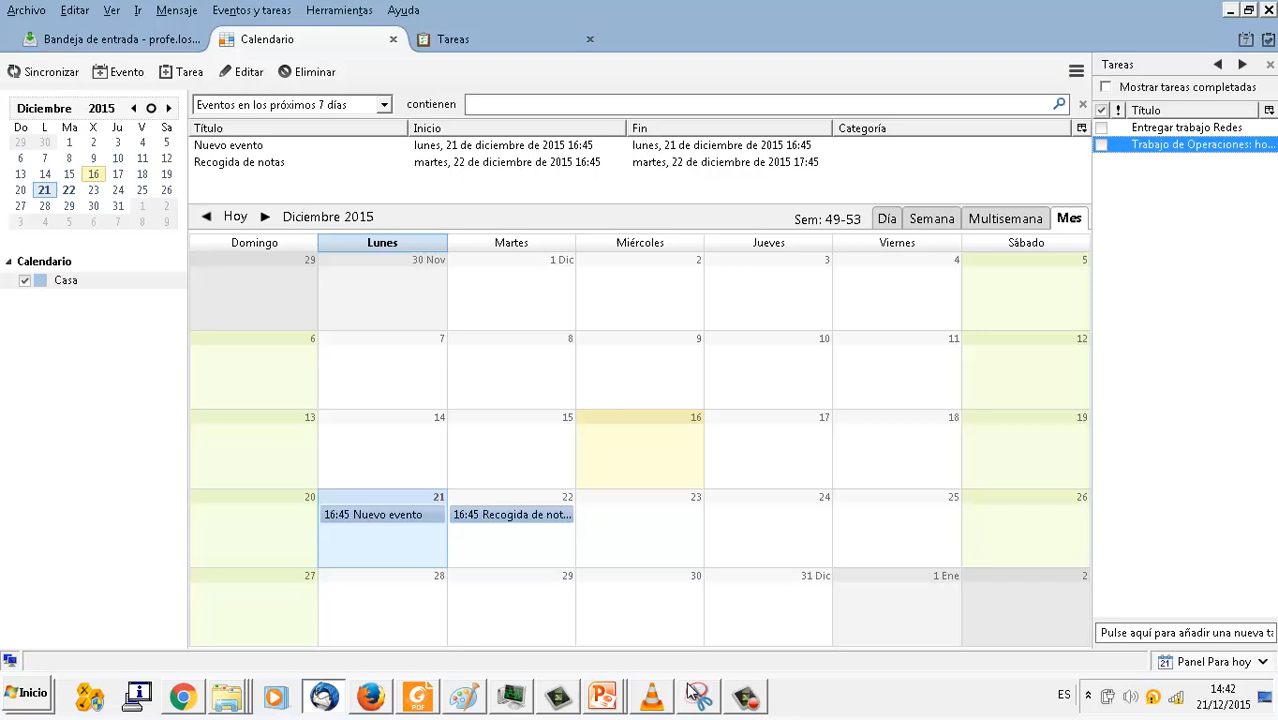 Archivo Editar Ver Ir Mensaje Eventos y tareas Herramientas Ayuda
Bandeja de entrada - profe.los... Calendario Tareas
Sincronizar Evento Tarea Editar Eliminar
Tareas
Mostrar tareas completadas
! Título
Entregar trabajo Redes
Trabajo de Operaciones: ho...
Diciembre 2015
Do L Ma X Ju V Sa
29 30 1 2 3 4 5
6 7 8 9 10 11 12
13 14 15 16 17 18 19
20 21 22 23 24 25 26
27 28 29 30 31 1 2
3 4 5 6 7 8 9
Calendario
Casa
Eventos en los próximos 7 días contienen
Título Inicio Fin Categoría
Nuevo evento lunes, 21 de diciembre de 2015 16:45 lunes, 21 de diciembre de 2015 16:45
Recogida de notas martes, 22 de diciembre de 2015 16:45 martes, 22 de diciembre de 2015 17:45
Hoy Diciembre 2015 Sem: 49-53 Día Semana Multisemana Mes
Domingo Lunes Martes Miércoles Jueves Viernes Sábado
29 30 Nov 1 Dic 2 3 4 5
6 7 8 9 10 11 12
13 14 15 16 17 18 19
20 21 22 23 24 25 26
16:45 Nuevo evento 16:45 Recogida de not...
27 28 29 30 31 Dic 1 Ene 2
Pulse aquí para añadir una nueva ta
21 Panel Para hoy
Inicio
PDF
ES 14:42
21/12/2015